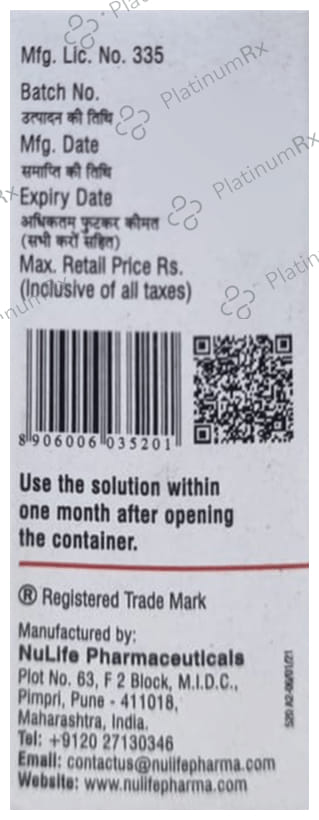 Mfg. Lic. No. 335
Batch No.
उत्पादन की तिथि
Mfg. Date
समाप्ति की तिथि
Expiry Date
अधिकतम फुटकर कीमत
(सभी करों सहित)
Max. Retail Price Rs.
(Inclusive of all taxes)
8 906006 035201
Use the solution within
one month after opening
the container.
® Registered Trade Mark
Manufactured by:
NuLife Pharmaceuticals
Plot No. 63, F 2 Block, M.I.D.C.,
Pimpri, Pune - 411018,
Maharashtra, India.
Tel: +9120 27130346
Email: contactus@nulifepharma.com
Website: www.nulifepharma.com
PlatinumRx
PlatinumRx